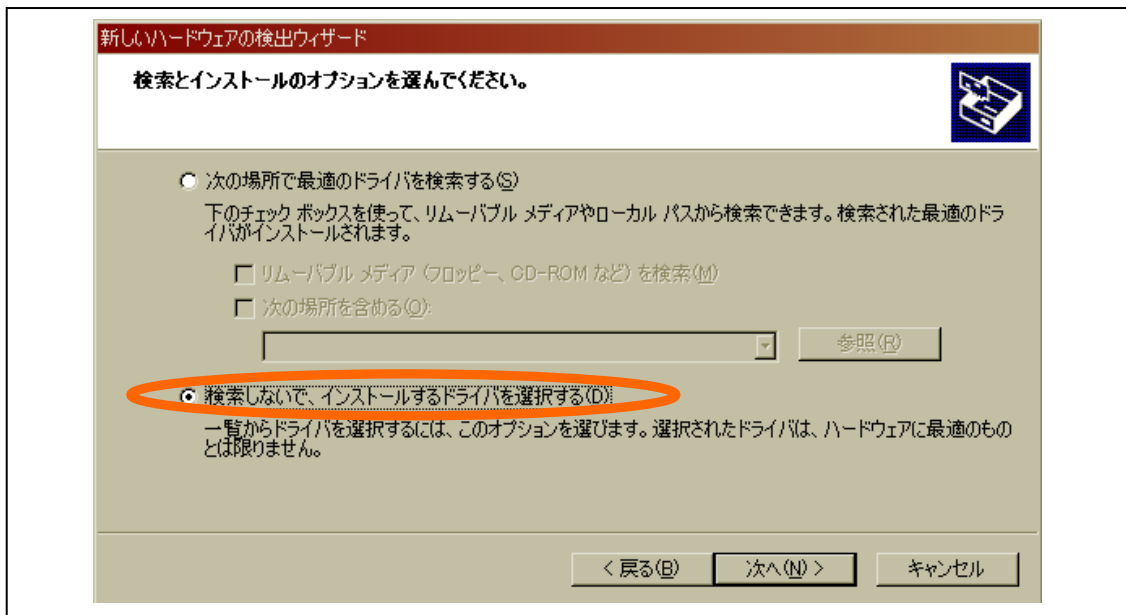 新しいハードウェアの検出ウィザード
検索とインストールのオプションを選んでください。
次の場所で最適のドライバを検索する(S)
下のチェック ボックスを使って、リムーバブル メディアやローカル パスから検索できます。検索された最適のドラ
イバがインストールされます。
リムーバブル メディア (フロッピー、CD-ROM など) を検索(M)
次の場所を含める(O):
参照(R)
検索しないで、インストールするドライバを選択する(D)
一覧からドライバを選択するには、このオプションを選びます。選択されたドライバは、ハードウェアに最適のもの
とは限りません。
< 戻る(B)
次へ(N) >
キャンセル